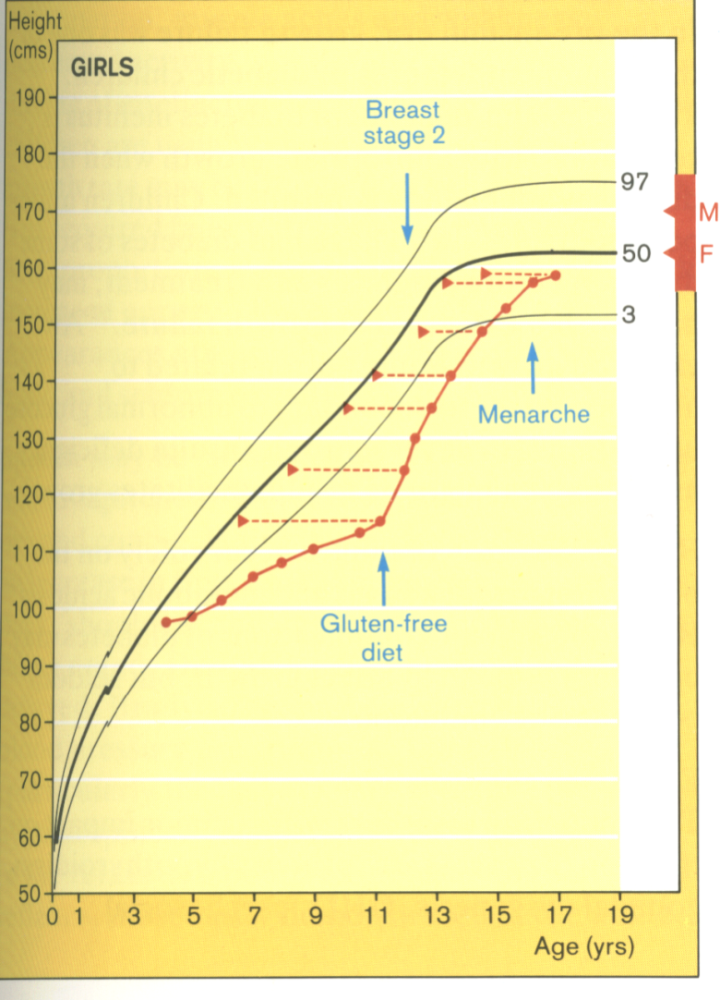 Height
(cms)
GIRLS
190
180
170
160
150
140
130
120
110
100
90
80
70
60
50
Breast
stage 2
97
50
3
M
F
Menarche
Gluten-free
diet
0 1 3 5 7 9 11 13 15 17 19
Age (yrs)